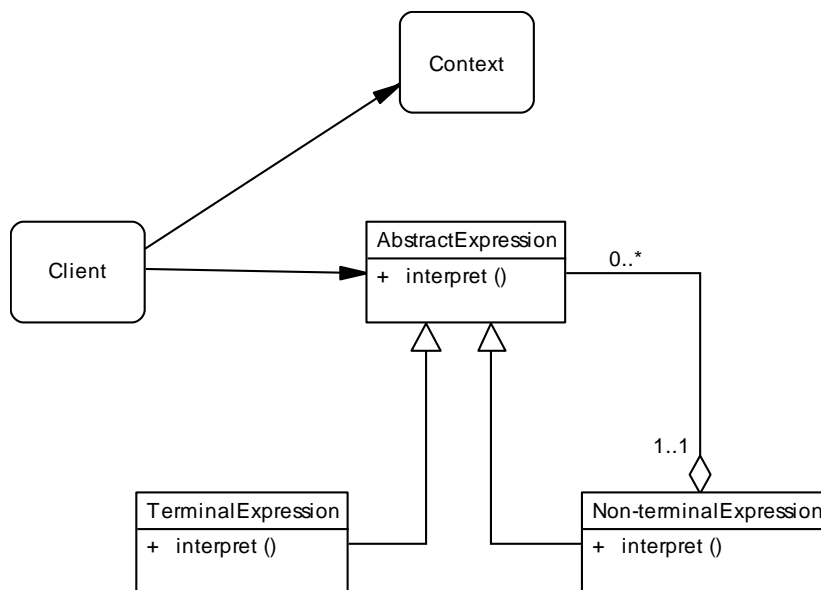 Context
Client
AbstractExpression
+ interpret ()
0..*
1..1
TerminalExpression
+ interpret ()
Non-terminalExpression
+ interpret ()